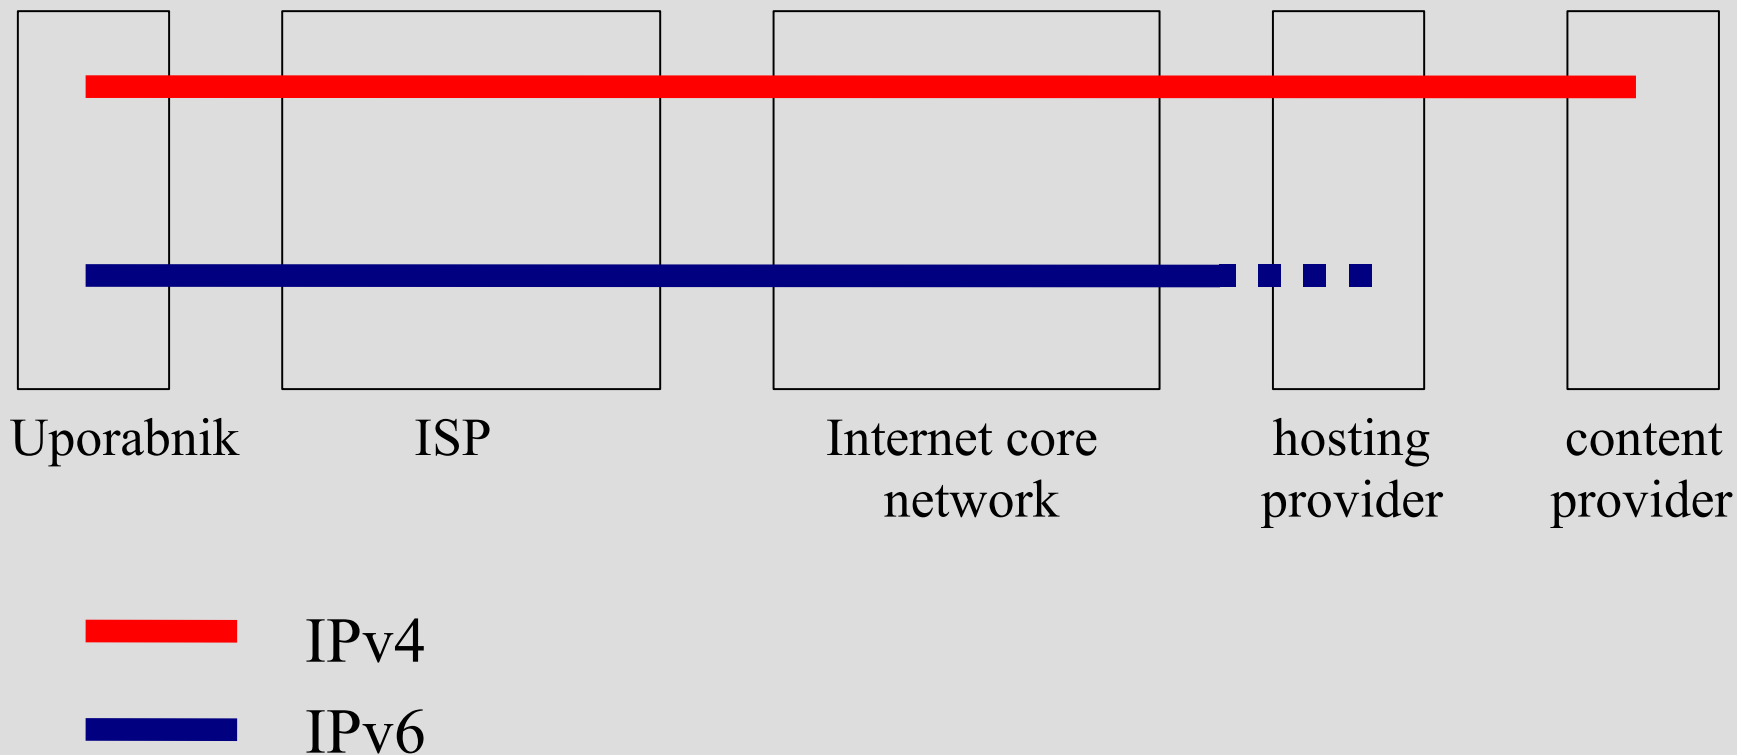 Uporabnik
ISP
Internet core
network
hosting
provider
content
provider
IPv4
IPv6